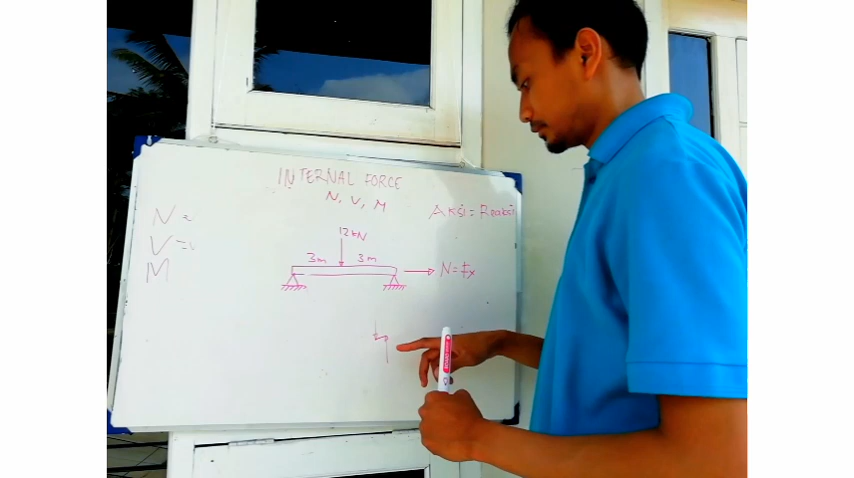 INTERNAL FORCE
N, V, M
Aksi = Reaksi
N =
V =
M
12 kN
3m 3m
N = Fx